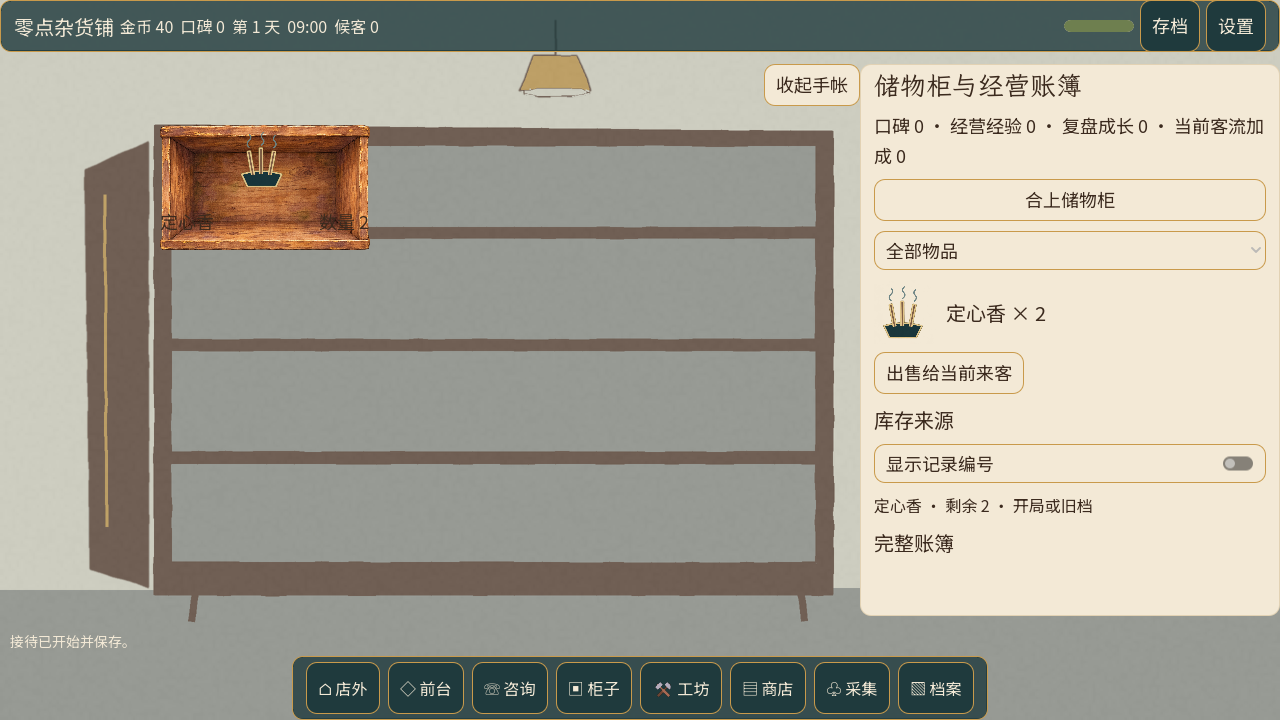 零点杂货铺 金币 40 口碑 0 第 1 天 09:00 候客 0
存档
设置
收起手帐
储物柜与经营账簿
口碑 0 · 经营经验 0 · 复盘成长 0 · 当前客流加
成 0
合上储物柜
全部物品
定心香 × 2
出售给当前来客
库存来源
显示记录编号
定心香 · 剩余 2 · 开局或旧档
完整账簿
定心香
数量 2
接待已开始并保存。
店外
前台
咨询
柜子
工坊
商店
采集
档案